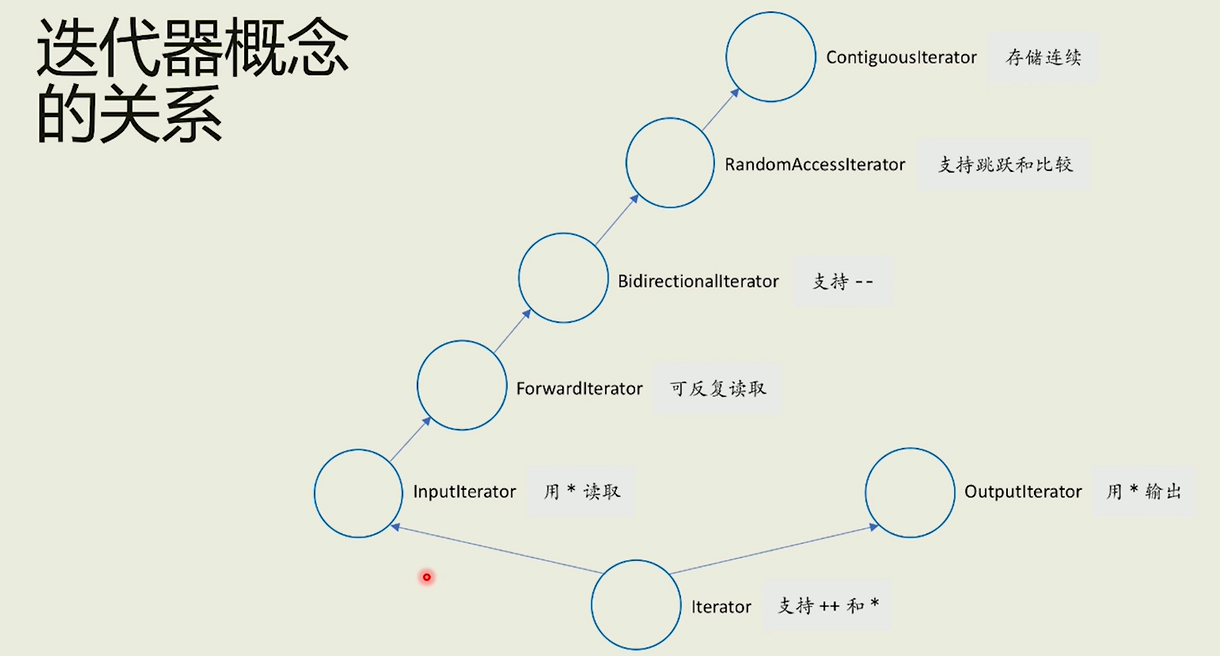 迭代器概念
的关系
ContiguousIterator 存储连续
RandomAccessIterator 支持跳跃和比较
BidirectionalIterator 支持 --
ForwardIterator 可反复读取
InputIterator 用 * 读取
OutputIterator 用 * 输出
Iterator 支持 ++ 和 *